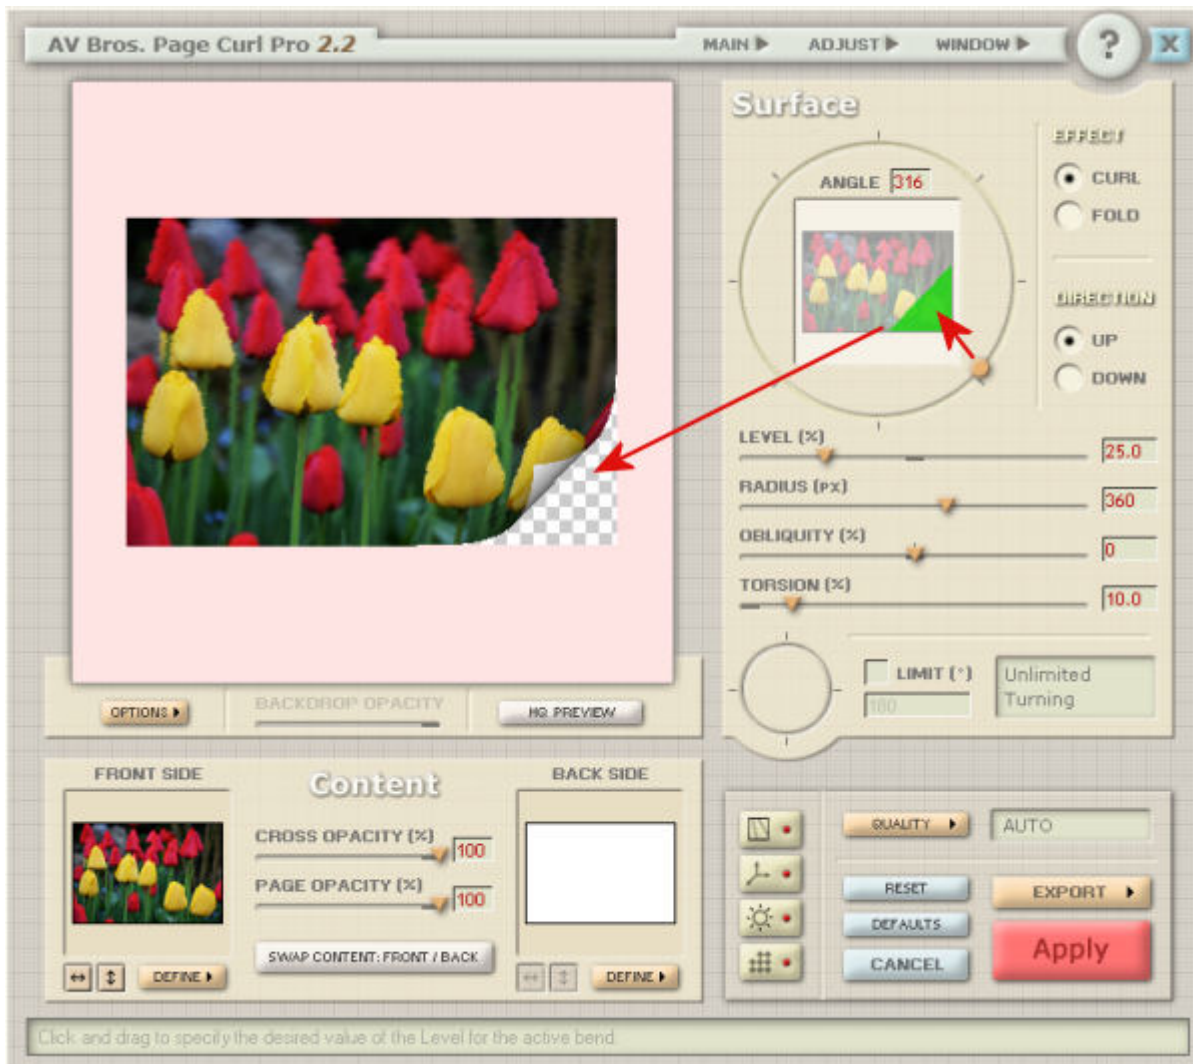 AV Bros. Page Curl Pro 2.2
MAIN
ADJUST
WINDOW
?
X
Surface
ANGLE 316
EFFECT
CURL
FOLD
DIRECTION
UP
DOWN
LEVEL (%)
25.0
RADIUS (PX)
360
OBLIQUITY (%)
0
TORSION (%)
10.0
LIMIT (°)
180
Unlimited
Turning
OPTIONS
BACKDROP OPACITY
HQ PREVIEW
FRONT SIDE
Content
BACK SIDE
CROSS OPACITY (%)
100
PAGE OPACITY (%)
100
SWAP CONTENT: FRONT / BACK
DEFINE
DEFINE
QUALITY
AUTO
RESET
EXPORT
DEFAULTS
Apply
CANCEL
Click and drag to specify the desired value of the Level for the active bend.